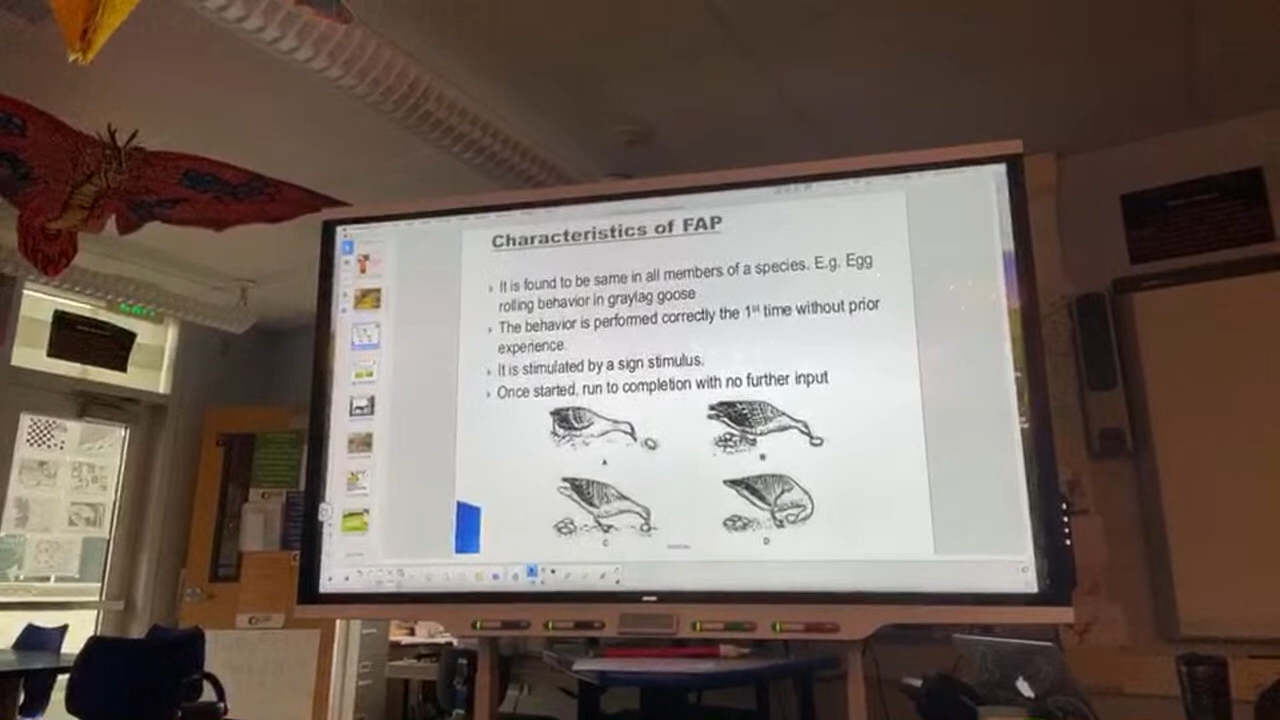 Characteristics of FAP
It is found to be same in all members of a species. E.g. Egg
rolling behavior in graylag goose
The behavior is performed correctly the 1st time without prior
experience.
It is stimulated by a sign stimulus.
Once started, run to completion with no further input
A
B
C
D